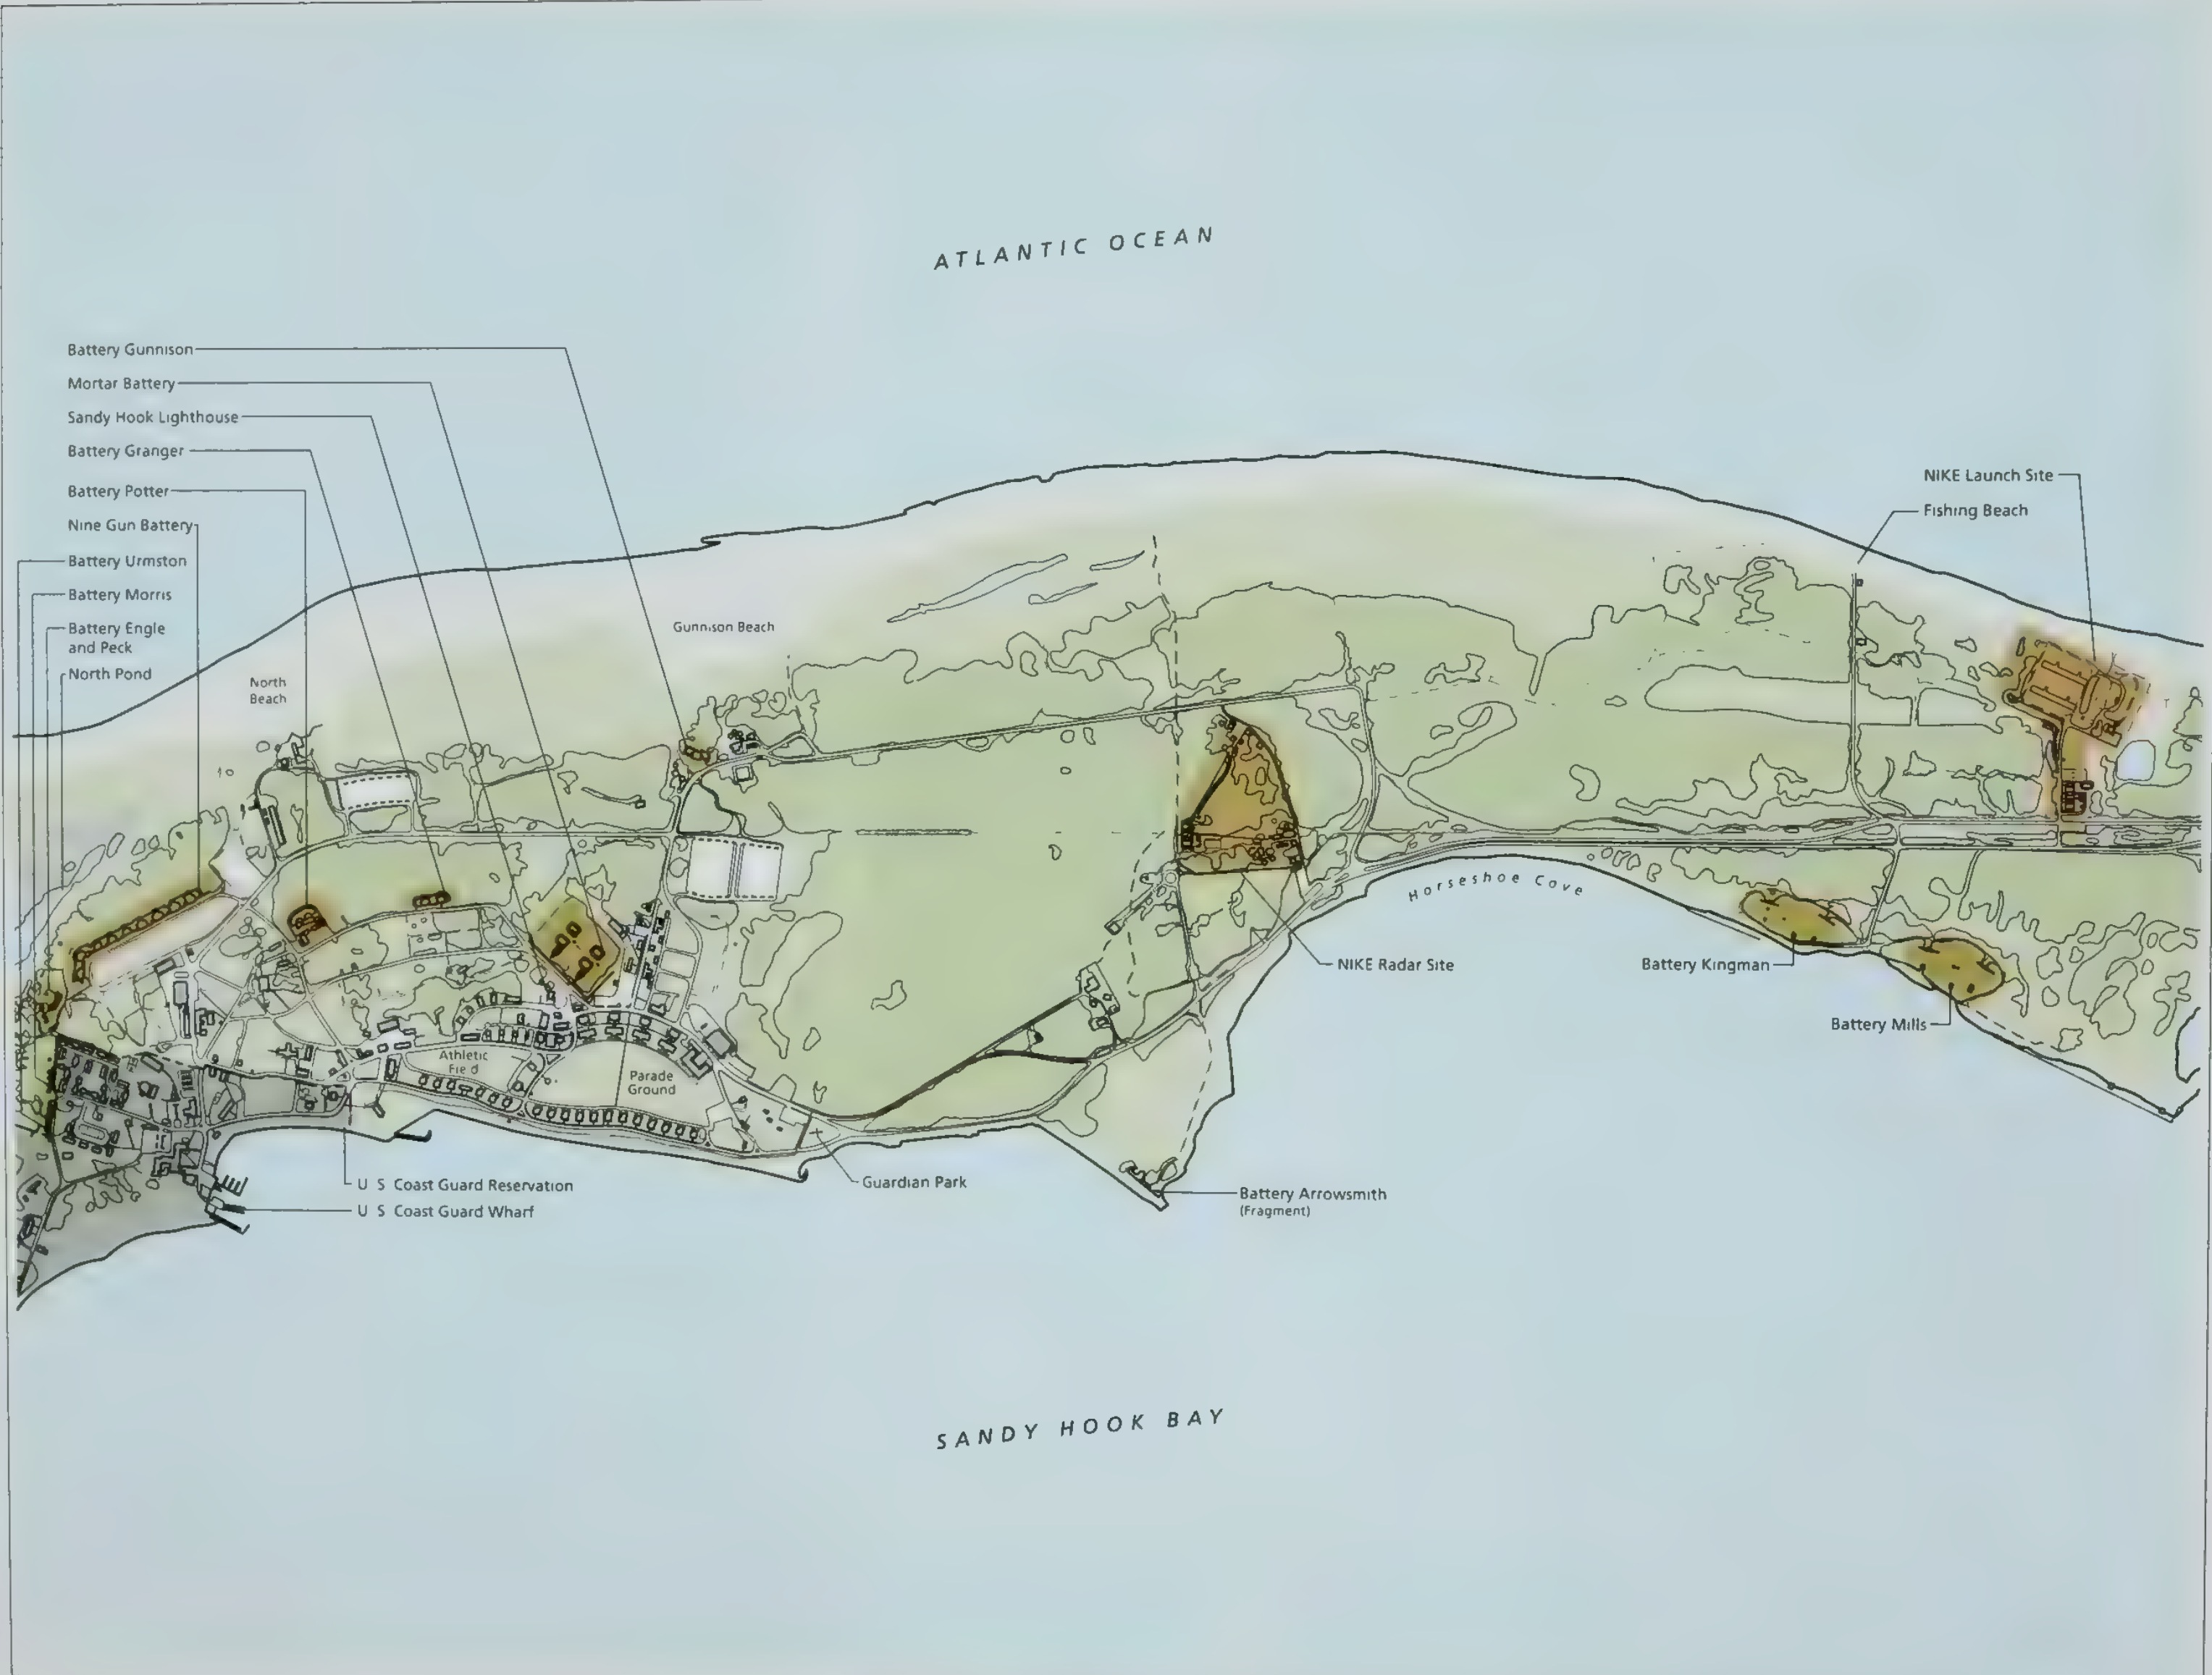 ATLANTIC OCEAN
Battery Gunnison
Mortar Battery
Sandy Hook Lighthouse
Battery Granger
Battery Potter
Nine Gun Battery
Battery Urmston
Battery Morris
Battery Engle
and Peck
North Pond
North
Beach
Gunnison Beach
NIKE Launch Site
Fishing Beach
Horseshoe Cove
NIKE Radar Site
Battery Kingman
Battery Mills
Athletic
Field
Parade
Ground
U S Coast Guard Reservation
U S Coast Guard Wharf
Guardian Park
Battery Arrowsmith
(Fragment)
SANDY HOOK BAY